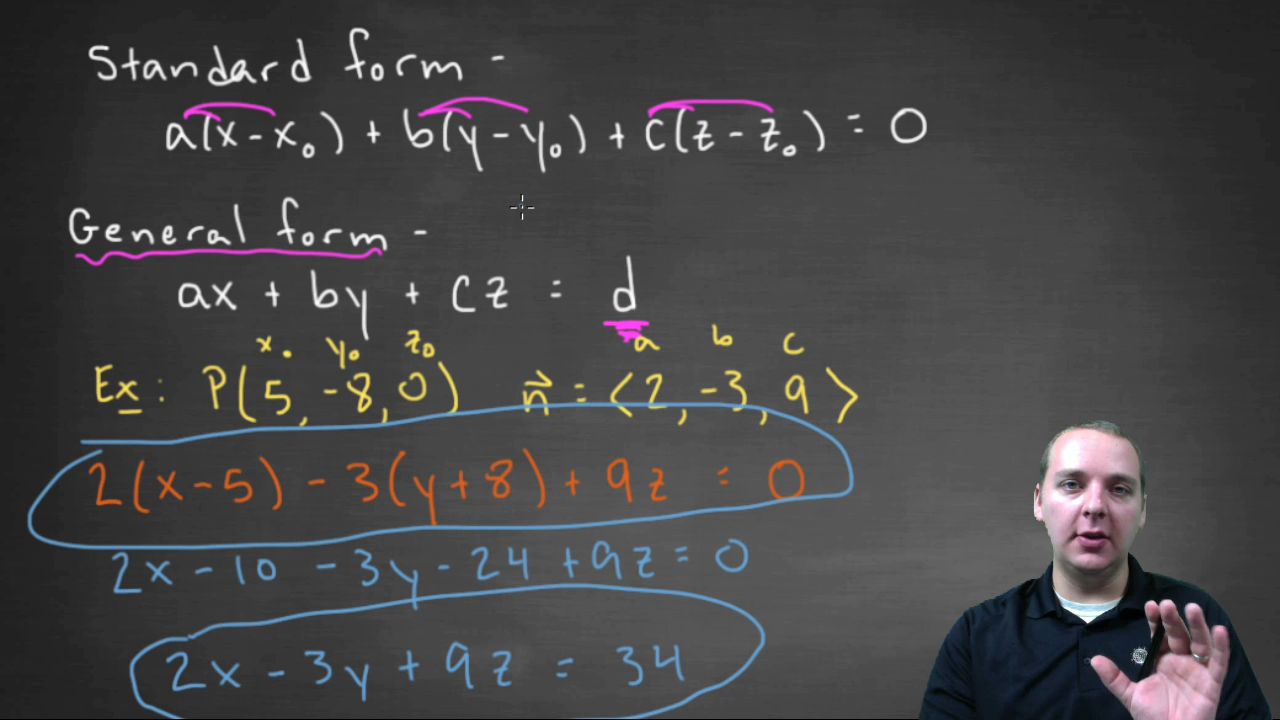 Standard form -
a(x - x₀) + b(y - y₀) + c(z - z₀) = 0
General form -
ax + by + cz = d
x₀ y₀ z₀ a b c
Ex: P(5, -8, 0) n⃗ = ⟨2, -3, 9⟩
2(x - 5) - 3(y + 8) + 9z = 0
2x - 10 - 3y - 24 + 9z = 0
2x - 3y + 9z = 34